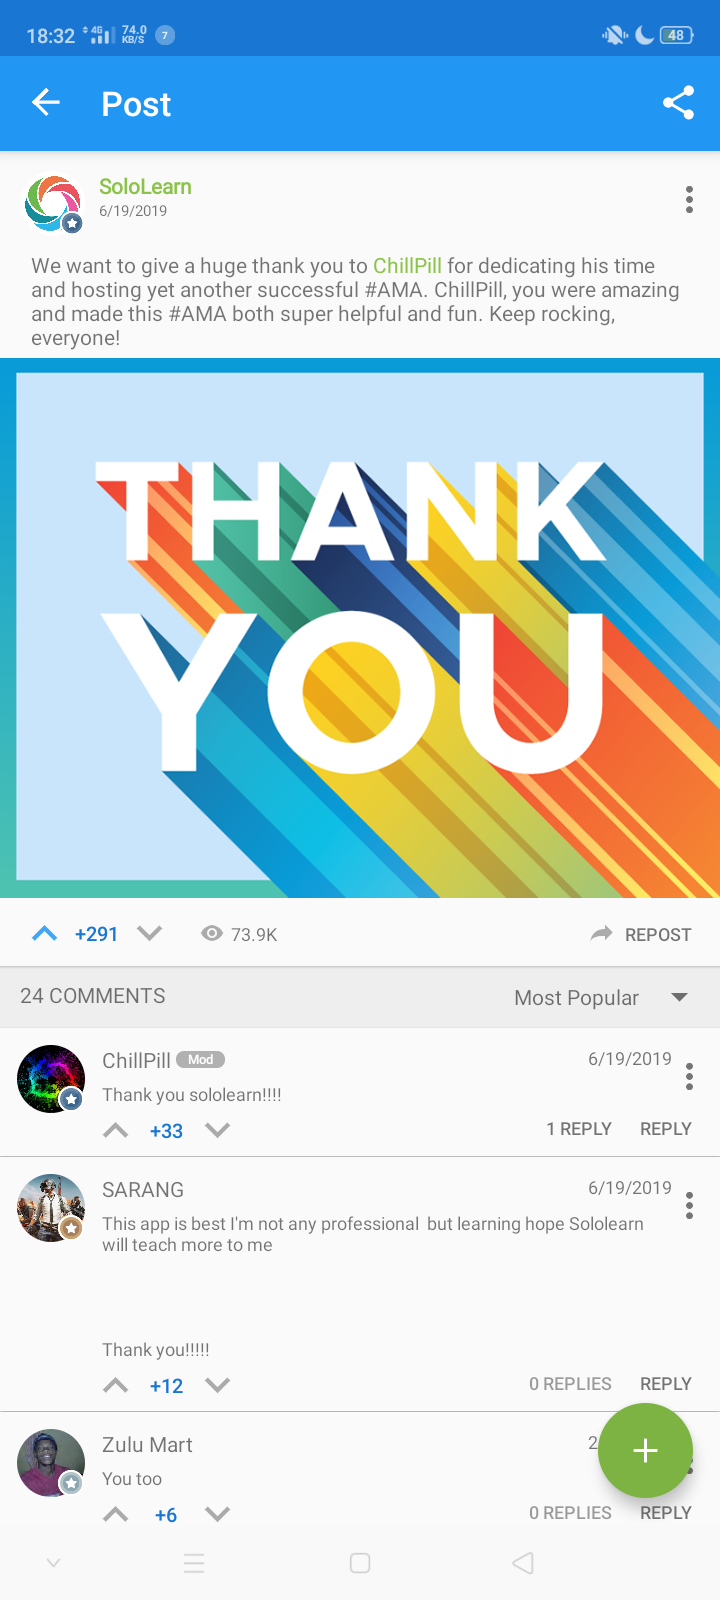 18:32 4G 74.0 KB/S 7 48
Post
SoloLearn
6/19/2019
We want to give a huge thank you to ChillPill for dedicating his time
and hosting yet another successful #AMA. ChillPill, you were amazing
and made this #AMA both super helpful and fun. Keep rocking,
everyone!
THANK
YOU
+291 73.9K REPOST
24 COMMENTS Most Popular
ChillPill Mod 6/19/2019
Thank you sololearn!!!!
+33 1 REPLY REPLY
SARANG 6/19/2019
This app is best I'm not any professional  but learning hope Sololearn
will teach more to me
Thank you!!!!!
+12 0 REPLIES REPLY
Zulu Mart 2
You too
+6 0 REPLIES REPLY